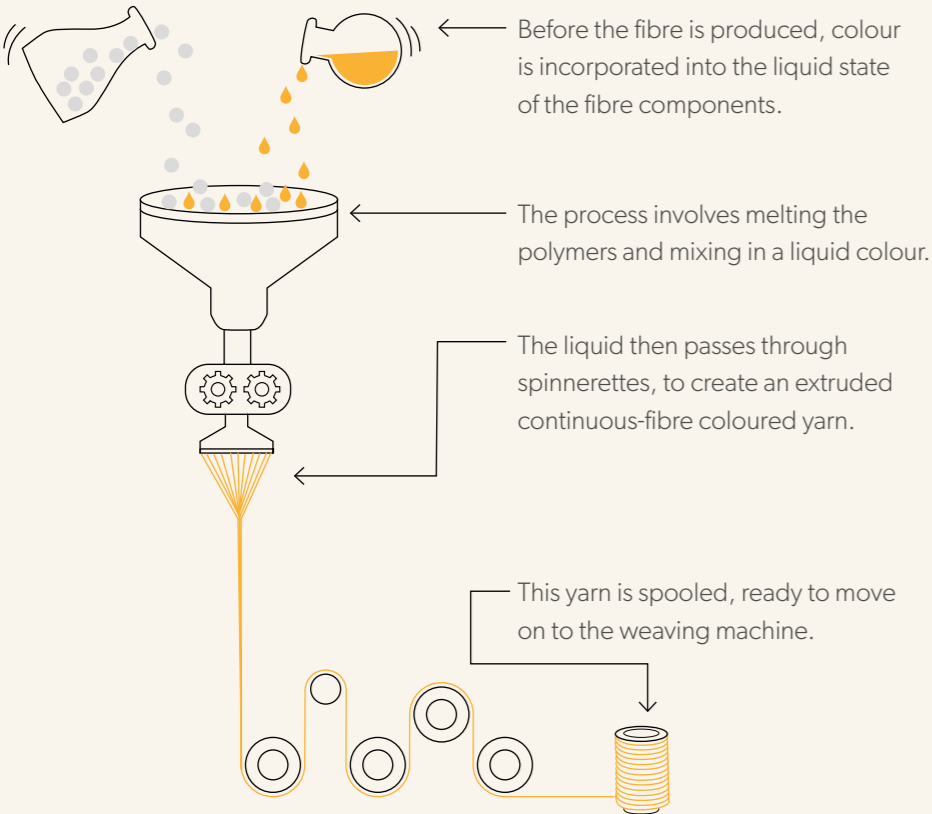 Before the fibre is produced, colour
is incorporated into the liquid state
of the fibre components.
The process involves melting the
polymers and mixing in a liquid colour.
The liquid then passes through
spinnerettes, to create an extruded
continuous-fibre coloured yarn.
This yarn is spooled, ready to move
on to the weaving machine.